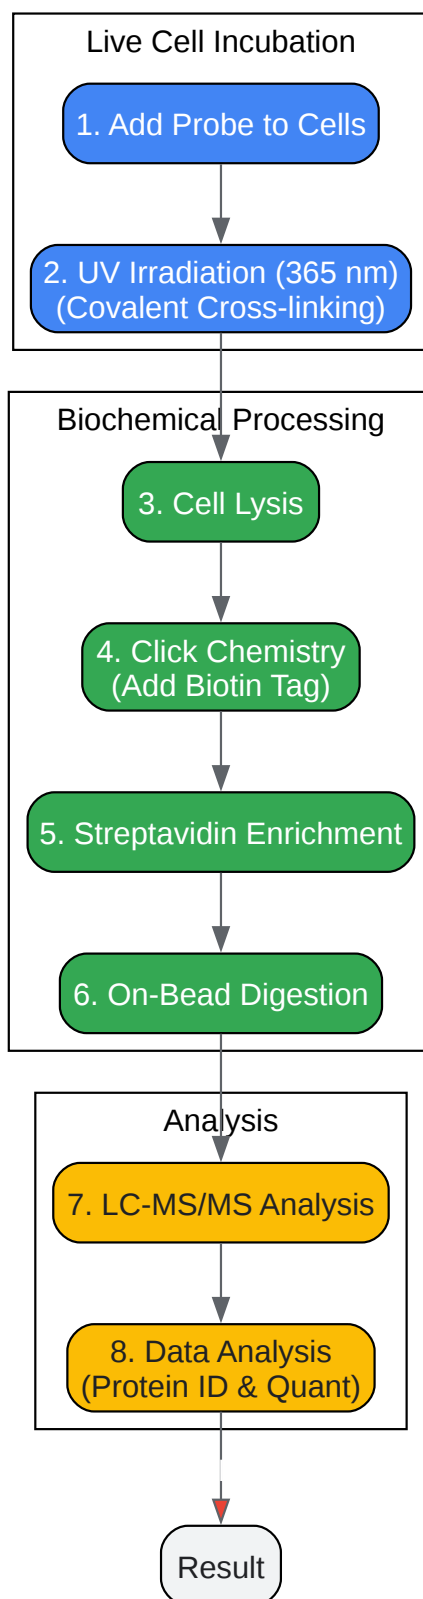 Live Cell Incubation
1. Add Probe to Cells
2. UV Irradiation (365 nm)
(Covalent Cross-linking)
Biochemical Processing
3. Cell Lysis
4. Click Chemistry
(Add Biotin Tag)
5. Streptavidin Enrichment
6. On-Bead Digestion
Analysis
7. LC-MS/MS Analysis
8. Data Analysis
(Protein ID & Quant)
Result